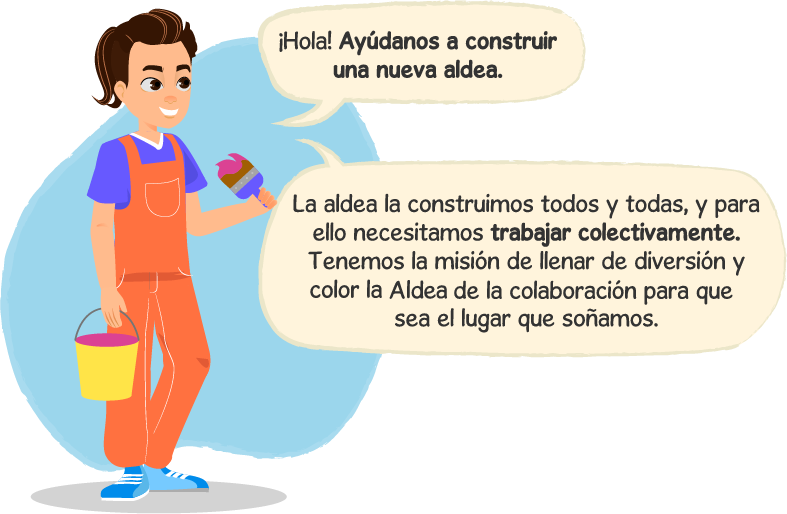 ¡Hola! Ayúdanos a construir
una nueva aldea.
La aldea la construimos todos y todas, y para
ello necesitamos trabajar colectivamente.
Tenemos la misión de llenar de diversión y
color la Aldea de la colaboración para que
sea el lugar que soñamos.